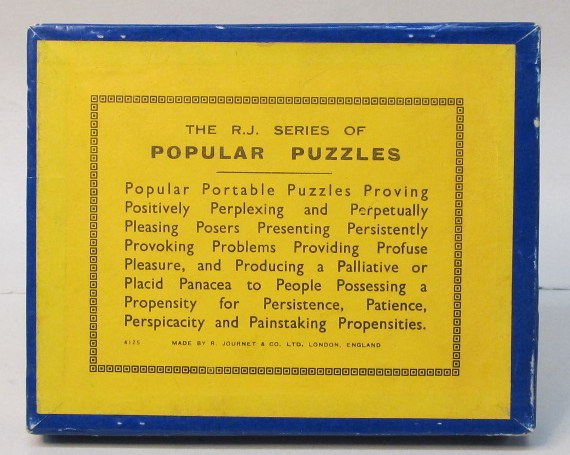 THE R.J. SERIES OF
POPULAR PUZZLES
Popular Portable Puzzles Proving
Positively Perplexing and Perpetually
Pleasing Posers Presenting Persistently
Provoking Problems Providing Profuse
Pleasure, and Producing a Palliative or
Placid Panacea to People Possessing a
Propensity for Persistence, Patience,
Perspicacity and Painstaking Propensities.
4125 MADE BY R. JOURNET & CO. LTD. LONDON, ENGLAND